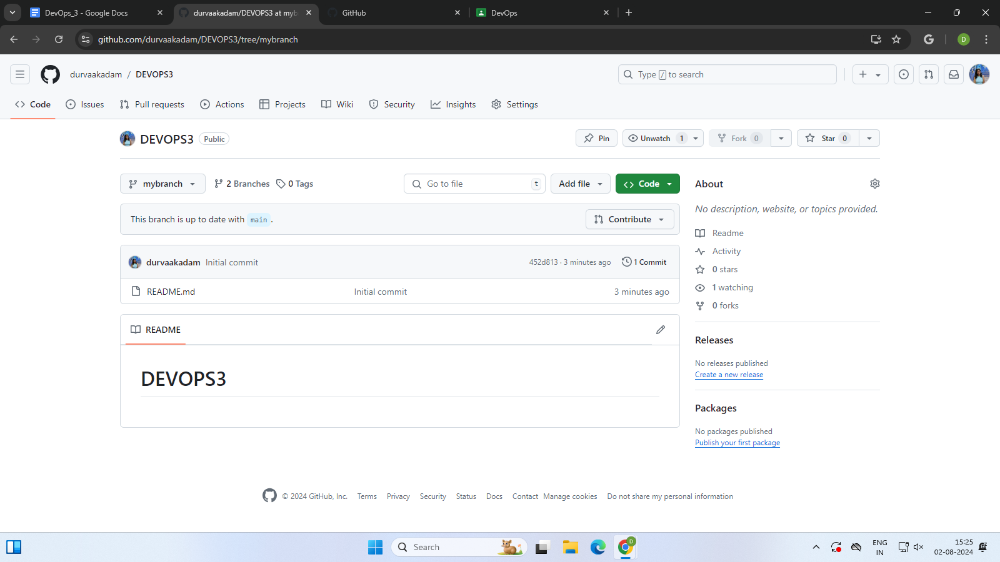 DevOps_3 - Google Docs
durvaakadam/DEVOPS3 at myb
GitHub
DevOps
github.com/durvaakadam/DEVOPS3/tree/mybranch
D
durvaakadam / DEVOPS3
Type / to search
Code
Issues
Pull requests
Actions
Projects
Wiki
Security
Insights
Settings
DEVOPS3 Public
Pin
Unwatch 1
Fork 0
Star 0
mybranch
2 Branches
0 Tags
Go to file t
Add file
Code
This branch is up to date with main.
Contribute
durvaakadam Initial commit
452d813 · 3 minutes ago
1 Commit
README.md
Initial commit
3 minutes ago
README
DEVOPS3
About
No description, website, or topics provided.
Readme
Activity
0 stars
1 watching
0 forks
Releases
No releases published
Create a new release
Packages
No packages published
Publish your first package
© 2024 GitHub, Inc. Terms Privacy Security Status Docs Contact Manage cookies Do not share my personal information
Search
D
ENG
IN
15:25
02-08-2024